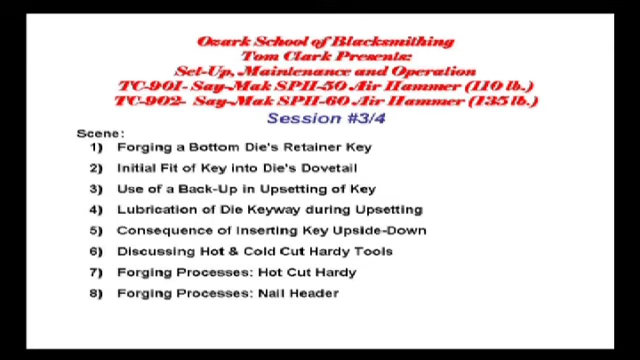 Ozark School of Blacksmithing
Tom Clark Presents:
Set-Up, Maintenance and Operation
TC-901- Say-Mak SPH-50 Air Hammer (110 lb.)
TC-902- Say-Mak SPH-60 Air Hammer (135 lb.)
Session #3/4
Scene:
1) Forging a Bottom Die's Retainer Key
2) Initial Fit of Key into Die's Dovetail
3) Use of a Back-Up in Upsetting of Key
4) Lubrication of Die Keyway during Upsetting
5) Consequence of Inserting Key Upside-Down
6) Discussing Hot & Cold Cut Hardy Tools
7) Forging Processes: Hot Cut Hardy
8) Forging Processes: Nail Header